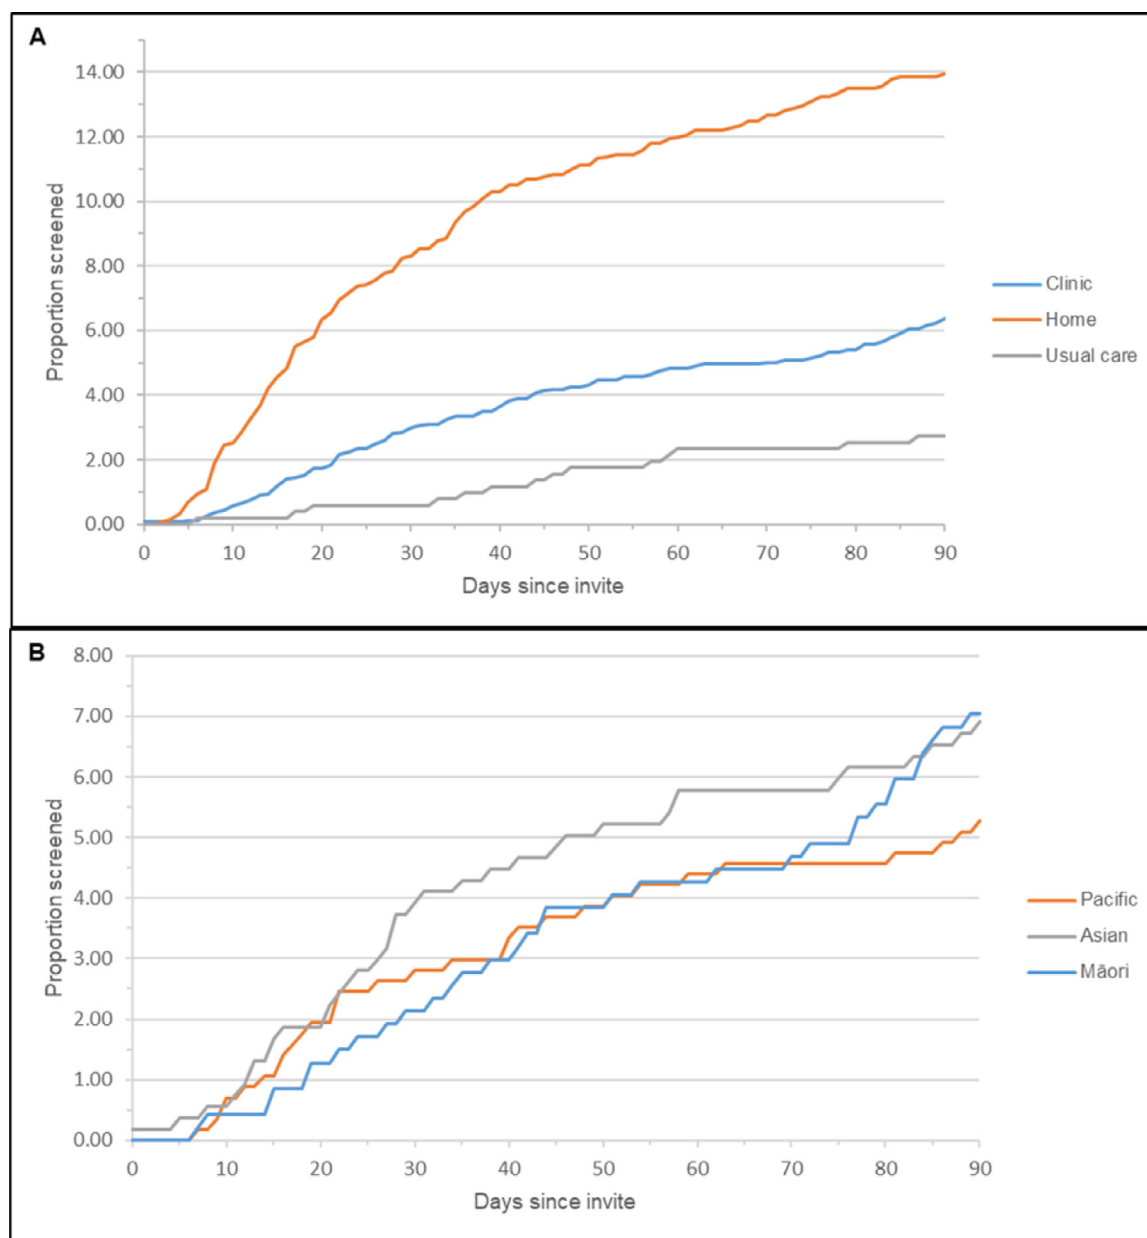 A
14.00
12.00
10.00
8.00
6.00
4.00
2.00
0.00
Proportion screened
0 10 20 30 40 50 60 70 80 90
Days since invite
Clinic
Home
Usual care
B
8.00
7.00
6.00
5.00
4.00
3.00
2.00
1.00
0.00
Proportion screened
0 10 20 30 40 50 60 70 80 90
Days since invite
Pacific
Asian
Māori